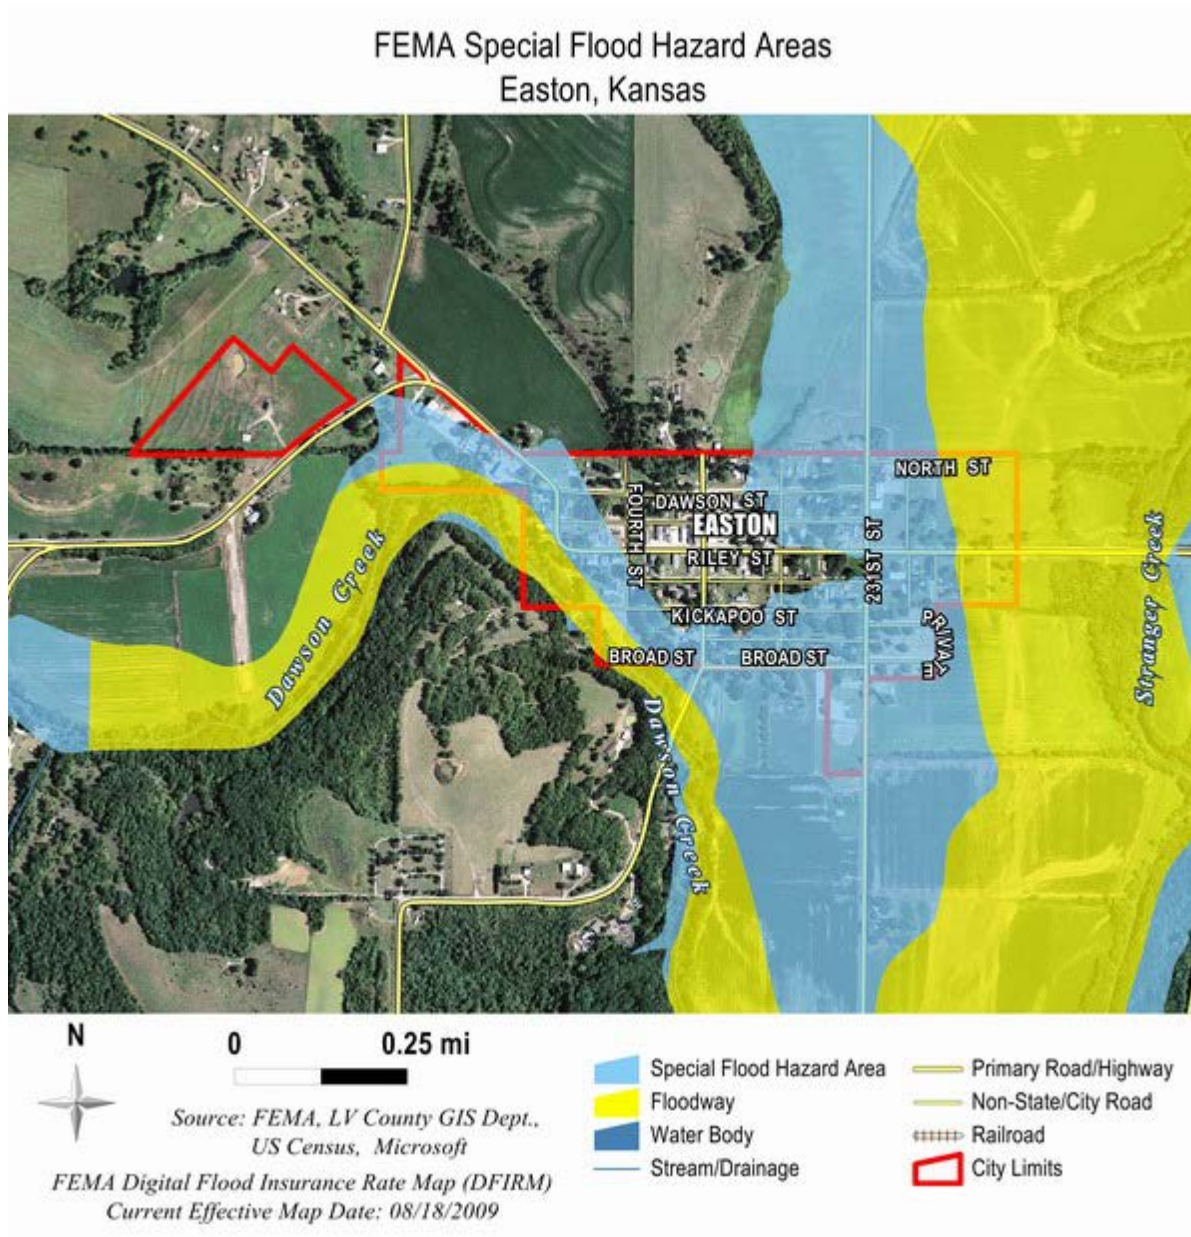 FEMA Special Flood Hazard Areas
Easton, Kansas
NORTH ST
DAWSON ST
FOURTH ST
EASTON
231ST ST
RILEY ST
KICKAPOO ST
PRIVATE
BROAD ST
BROAD ST
Dawson Creek
Stranger Creek
Dawson Creek
N
0
0.25 mi
Source: FEMA, LV County GIS Dept.,
US Census, Microsoft
FEMA Digital Flood Insurance Rate Map (DFIRM)
Current Effective Map Date: 08/18/2009
Special Flood Hazard Area
Floodway
Water Body
Stream/Drainage
Primary Road/Highway
Non-State/City Road
Railroad
City Limits